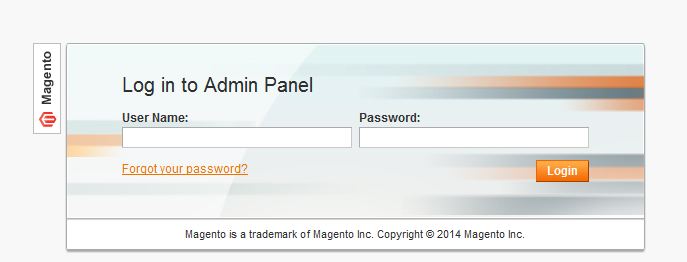 Magento
Log in to Admin Panel
User Name:
Password:
Forgot your password?
Login
Magento is a trademark of Magento Inc. Copyright © 2014 Magento Inc.